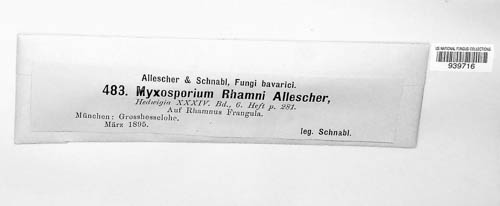 Allescher & Schnabl, Fungi bavarici.
483. Myxosporium Rhamni Allescher,
Hedwigia XXXIV. Bd., 6. Heft p. 281.
Auf Rhamnus Frangula.
München: Grosshesselohe.
März 1895.
leg. Schnabl.
US NATIONAL FUNGUS COLLECTIONS
939716